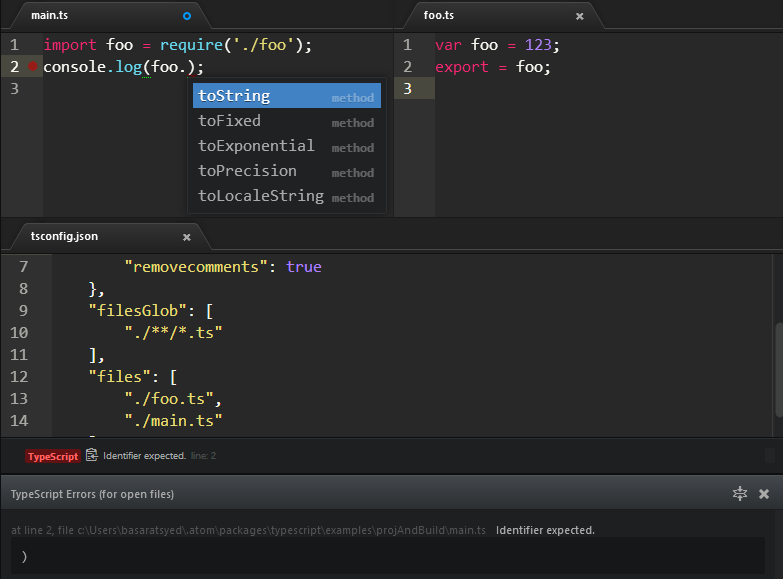 main.ts
1 import foo = require('./foo');
2 console.log(foo.);
3
toString method
toFixed method
toExponential method
toPrecision method
toLocaleString method
foo.ts
1 var foo = 123;
2 export = foo;
3
tsconfig.json
7 "removecomments": true
8 },
9 "filesGlob": [
10 "./**/*.ts"
11 ],
12 "files": [
13 "./foo.ts",
14 "./main.ts"
TypeScript Identifier expected. line: 2
TypeScript Errors (for open files)
at line 2, file c:\Users\basaratsyed\.atom\packages\typescript\examples\projAndBuild\main.ts Identifier expected.
)